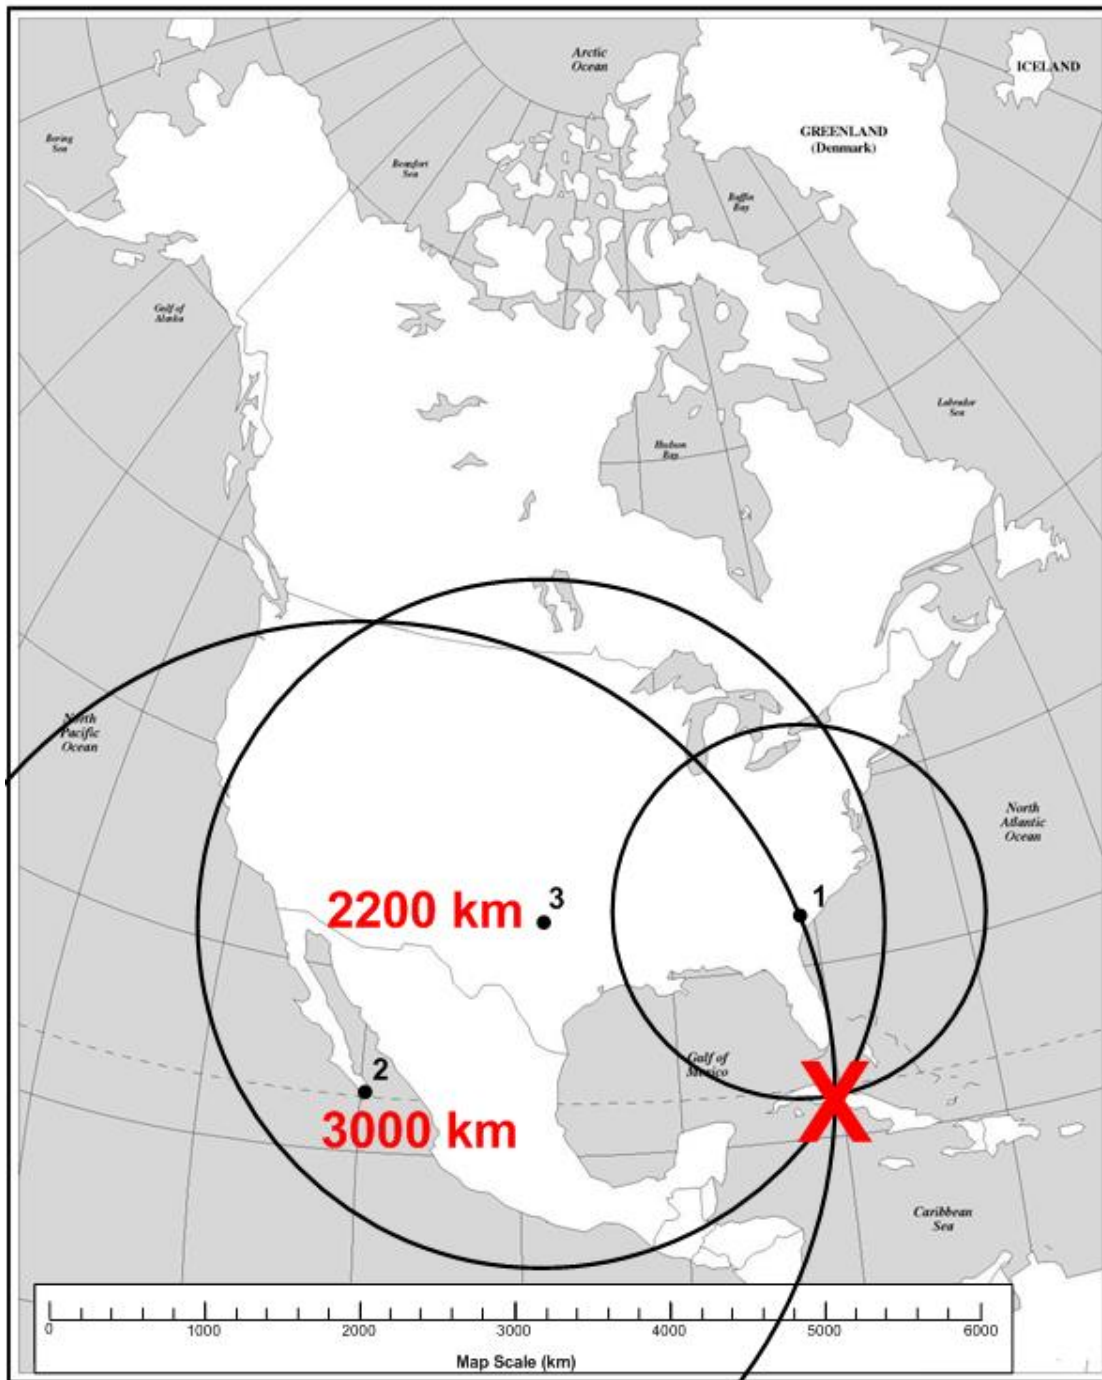 Arctic
Ocean
ICELAND
GREENLAND
(Denmark)
Bering
Sea
Beaufort
Sea
Baffin
Bay
Gulf of
Alaska
Labrador
Sea
Hudson
Bay
North
Pacific
Ocean
North
Atlantic
Ocean
1
2200 km
3
Gulf of
Mexico
2
X
3000 km
Caribbean
Sea
0 1000 2000 3000 4000 5000 6000
Map Scale (km)